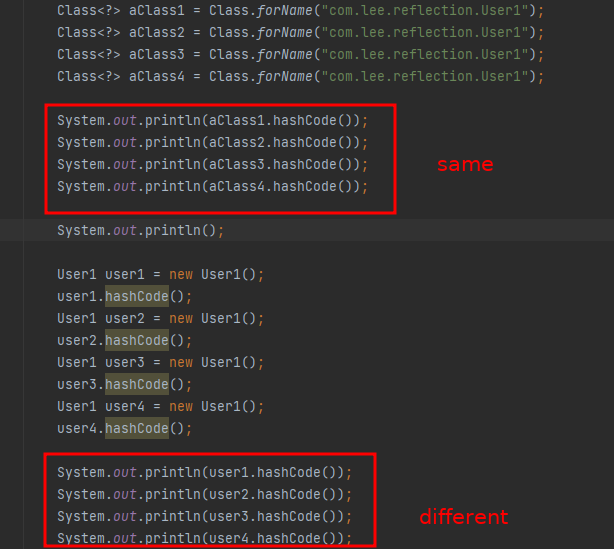 Class<?> aClass1 = Class.forName("com.lee.reflection.User1");
Class<?> aClass2 = Class.forName("com.lee.reflection.User1");
Class<?> aClass3 = Class.forName("com.lee.reflection.User1");
Class<?> aClass4 = Class.forName("com.lee.reflection.User1");
System.out.println(aClass1.hashCode());
System.out.println(aClass2.hashCode());
System.out.println(aClass3.hashCode());
System.out.println(aClass4.hashCode());
same
System.out.println();
User1 user1 = new User1();
user1.hashCode();
User1 user2 = new User1();
user2.hashCode();
User1 user3 = new User1();
user3.hashCode();
User1 user4 = new User1();
user4.hashCode();
System.out.println(user1.hashCode());
System.out.println(user2.hashCode());
System.out.println(user3.hashCode());
System.out.println(user4.hashCode());
different